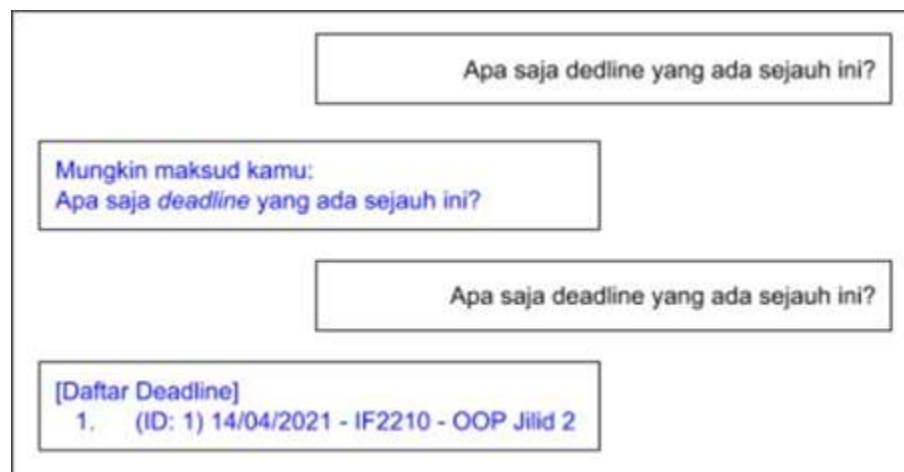 Apa saja dedline yang ada sejauh ini?
Mungkin maksud kamu:
Apa saja deadline yang ada sejauh ini?
Apa saja deadline yang ada sejauh ini?
[Daftar Deadline]
1. (ID: 1) 14/04/2021 - IF2210 - OOP Jilid 2